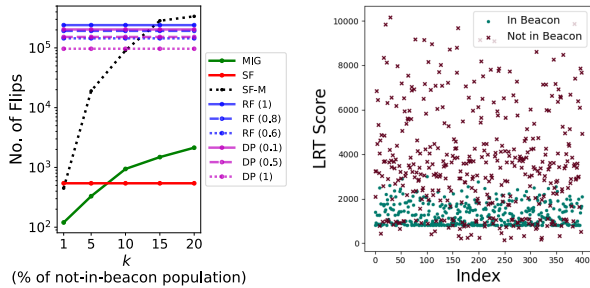 No. of Flips
10^5
10^4
10^3
10^2
1
5
10
15
20
k
(% of not-in-beacon population)
MIG
SF
SF-M
RF (1)
RF (0.8)
RF (0.6)
DP (0.1)
DP (0.5)
DP (1)
LRT Score
10000
8000
6000
4000
2000
0
In Beacon
Not in Beacon
0
50
100
150
200
250
300
350
400
Index